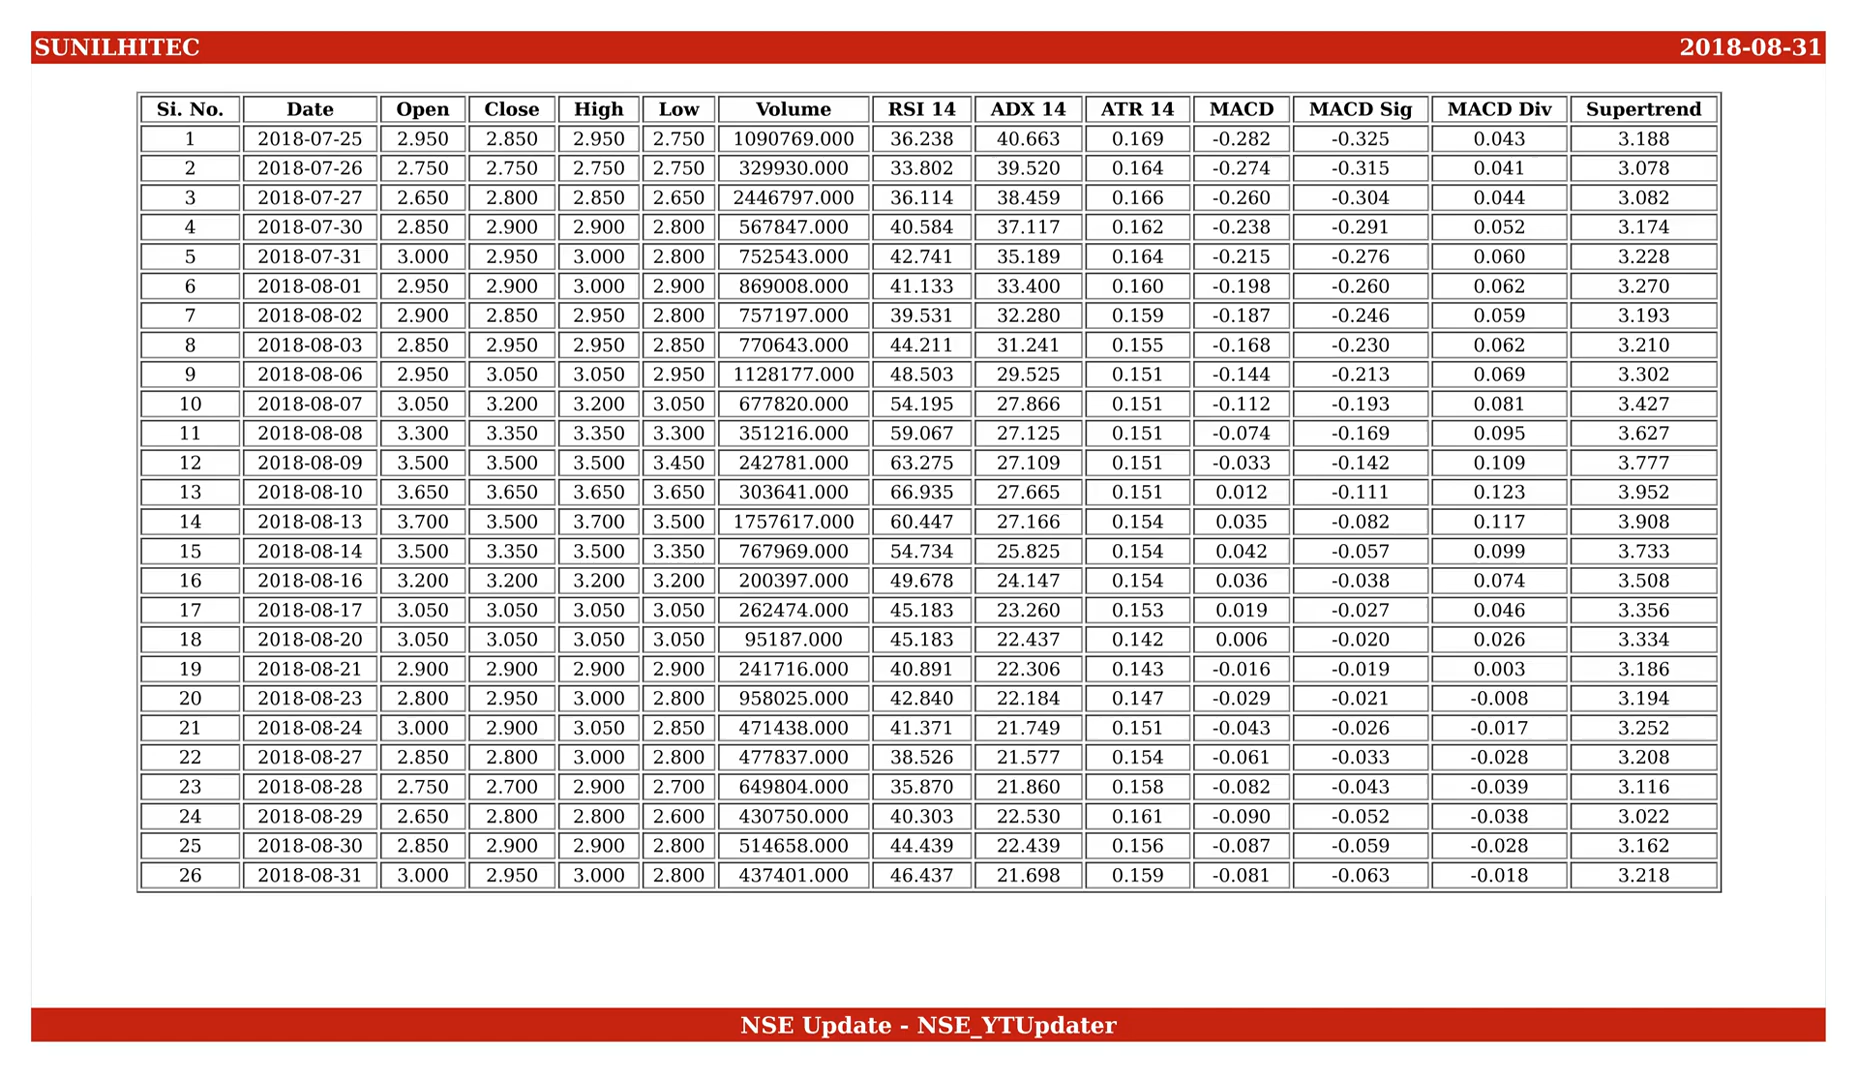 SUNILHITEC 2018-08-31
Si. No. Date Open Close High Low Volume RSI 14 ADX 14 ATR 14 MACD MACD Sig MACD Div Supertrend
1 2018-07-25 2.950 2.850 2.950 2.750 1090769.000 36.238 40.663 0.169 -0.282 -0.325 0.043 3.188
2 2018-07-26 2.750 2.750 2.750 2.750 329930.000 33.802 39.520 0.164 -0.274 -0.315 0.041 3.078
3 2018-07-27 2.650 2.800 2.850 2.650 2446797.000 36.114 38.459 0.166 -0.260 -0.304 0.044 3.082
4 2018-07-30 2.850 2.900 2.900 2.800 567847.000 40.584 37.117 0.162 -0.238 -0.291 0.052 3.174
5 2018-07-31 3.000 2.950 3.000 2.800 752543.000 42.741 35.189 0.164 -0.215 -0.276 0.060 3.228
6 2018-08-01 2.950 2.900 3.000 2.900 869008.000 41.133 33.400 0.160 -0.198 -0.260 0.062 3.270
7 2018-08-02 2.900 2.850 2.950 2.800 757197.000 39.531 32.280 0.159 -0.187 -0.246 0.059 3.193
8 2018-08-03 2.850 2.950 2.950 2.850 770643.000 44.211 31.241 0.155 -0.168 -0.230 0.062 3.210
9 2018-08-06 2.950 3.050 3.050 2.950 1128177.000 48.503 29.525 0.151 -0.144 -0.213 0.069 3.302
10 2018-08-07 3.050 3.200 3.200 3.050 677820.000 54.195 27.866 0.151 -0.112 -0.193 0.081 3.427
11 2018-08-08 3.300 3.350 3.350 3.300 351216.000 59.067 27.125 0.151 -0.074 -0.169 0.095 3.627
12 2018-08-09 3.500 3.500 3.500 3.450 242781.000 63.275 27.109 0.151 -0.033 -0.142 0.109 3.777
13 2018-08-10 3.650 3.650 3.650 3.650 303641.000 66.935 27.665 0.151 0.012 -0.111 0.123 3.952
14 2018-08-13 3.700 3.500 3.700 3.500 1757617.000 60.447 27.166 0.154 0.035 -0.082 0.117 3.908
15 2018-08-14 3.500 3.350 3.500 3.350 767969.000 54.734 25.825 0.154 0.042 -0.057 0.099 3.733
16 2018-08-16 3.200 3.200 3.200 3.200 200397.000 49.678 24.147 0.154 0.036 -0.038 0.074 3.508
17 2018-08-17 3.050 3.050 3.050 3.050 262474.000 45.183 23.260 0.153 0.019 -0.027 0.046 3.356
18 2018-08-20 3.050 3.050 3.050 3.050 95187.000 45.183 22.437 0.142 0.006 -0.020 0.026 3.334
19 2018-08-21 2.900 2.900 2.900 2.900 241716.000 40.891 22.306 0.143 -0.016 -0.019 0.003 3.186
20 2018-08-23 2.800 2.950 3.000 2.800 958025.000 42.840 22.184 0.147 -0.029 -0.021 -0.008 3.194
21 2018-08-24 3.000 2.900 3.050 2.850 471438.000 41.371 21.749 0.151 -0.043 -0.026 -0.017 3.252
22 2018-08-27 2.850 2.800 3.000 2.800 477837.000 38.526 21.577 0.154 -0.061 -0.033 -0.028 3.208
23 2018-08-28 2.750 2.700 2.900 2.700 649804.000 35.870 21.860 0.158 -0.082 -0.043 -0.039 3.116
24 2018-08-29 2.650 2.800 2.800 2.600 430750.000 40.303 22.530 0.161 -0.090 -0.052 -0.038 3.022
25 2018-08-30 2.850 2.900 2.900 2.800 514658.000 44.439 22.439 0.156 -0.087 -0.059 -0.028 3.162
26 2018-08-31 3.000 2.950 3.000 2.800 437401.000 46.437 21.698 0.159 -0.081 -0.063 -0.018 3.218
NSE Update - NSE_YTUpdater